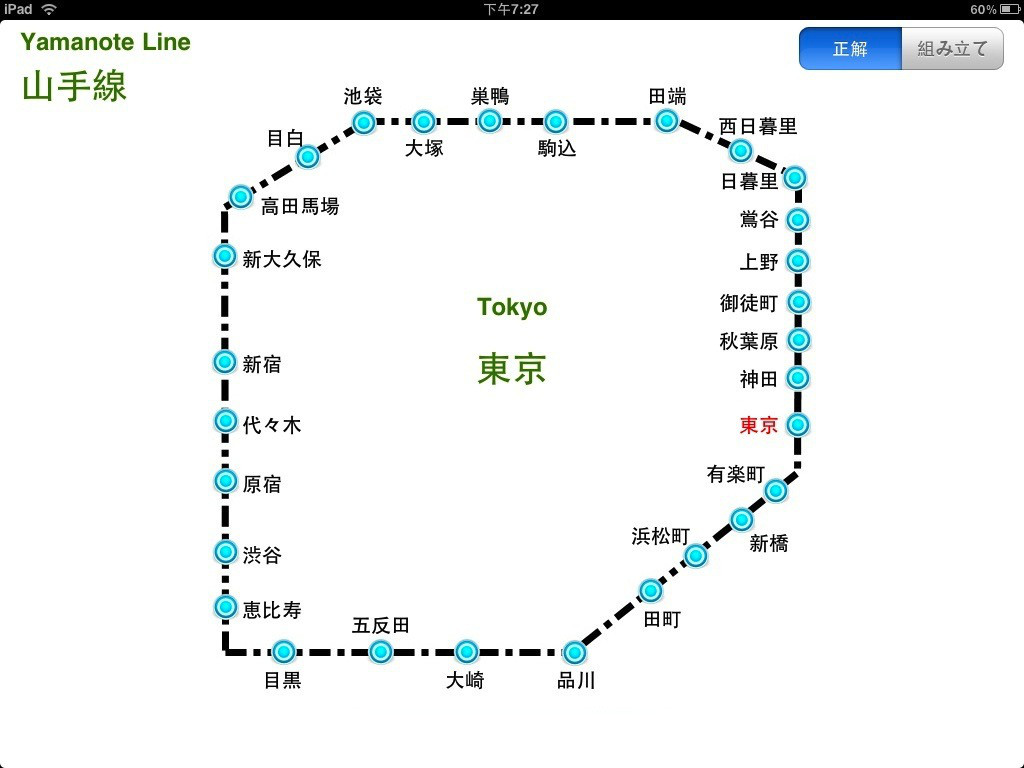 iPad 下午7:27 60%
Yamanote Line
山手線
正解 組み立て
池袋
巣鴨
田端
大塚
駒込
西日暮里
目白
日暮里
高田馬場
鴬谷
新大久保
上野
Tokyo
御徒町
秋葉原
新宿
東京
神田
代々木
東京
原宿
有楽町
新橋
浜松町
渋谷
恵比寿
田町
五反田
目黒
大崎
品川